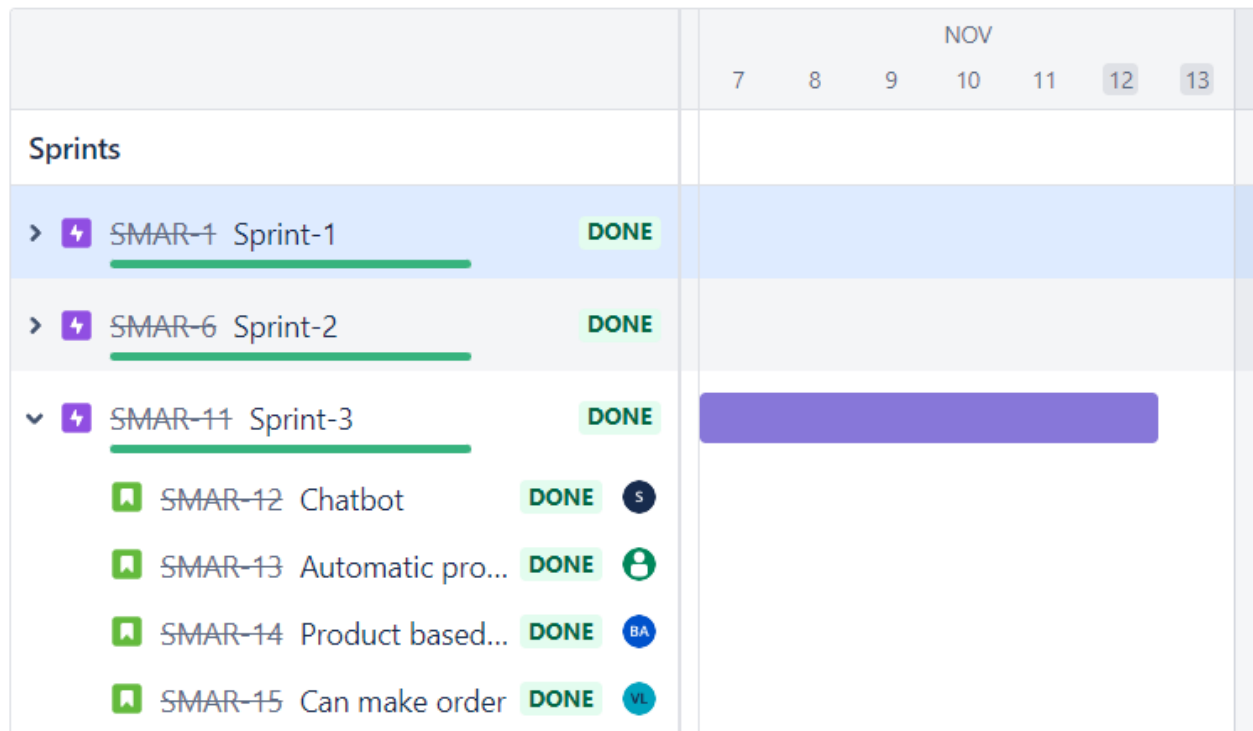 NOV
7 8 9 10 11 12 13
Sprints
SMAR-1 Sprint-1 DONE
SMAR-6 Sprint-2 DONE
SMAR-11 Sprint-3 DONE
SMAR-12 Chatbot DONE S
SMAR-13 Automatic pro... DONE
SMAR-14 Product based... DONE BA
SMAR-15 Can make order DONE VL